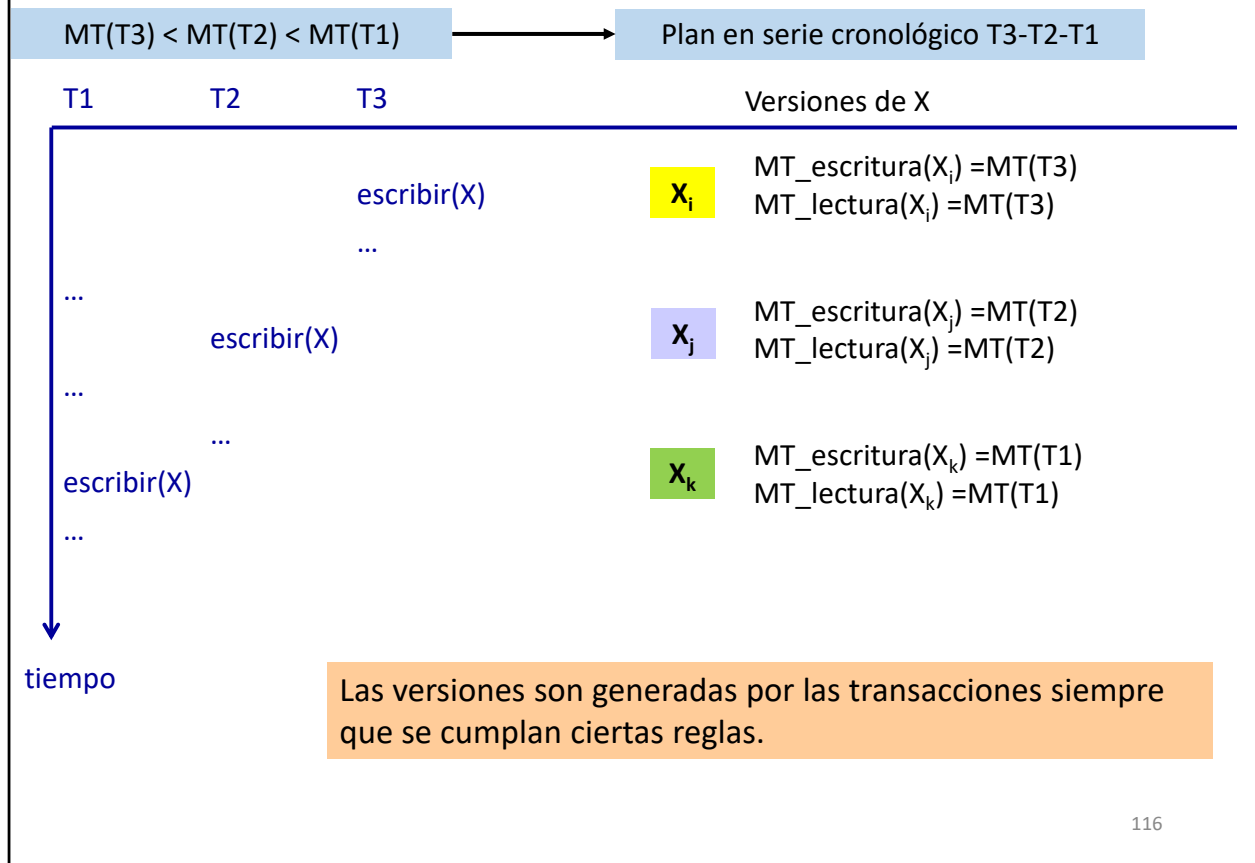 MT(T3) < MT(T2) < MT(T1)
Plan en serie cronológico T3-T2-T1
T1 T2 T3 Versiones de X
escribir(X) Xi MT_escritura(Xi) =MT(T3)
MT_lectura(Xi) =MT(T3)
...
...
escribir(X) Xj MT_escritura(Xj) =MT(T2)
MT_lectura(Xj) =MT(T2)
...
...
escribir(X) Xk MT_escritura(Xk) =MT(T1)
MT_lectura(Xk) =MT(T1)
...
tiempo
Las versiones son generadas por las transacciones siempre
que se cumplan ciertas reglas.
116